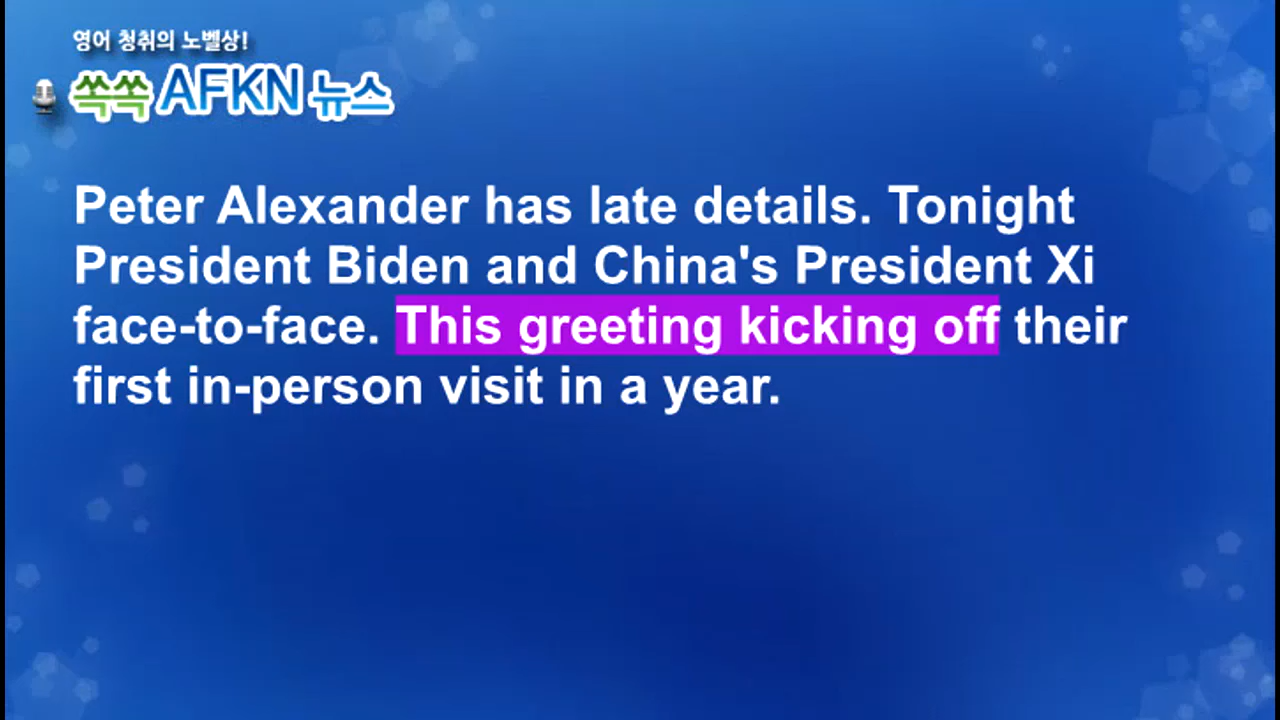 영어 청취의 노벨상!
쏙쏙 AFKN 뉴스
Peter Alexander has late details. Tonight
President Biden and China's President Xi
face-to-face. This greeting kicking off their
first in-person visit in a year.